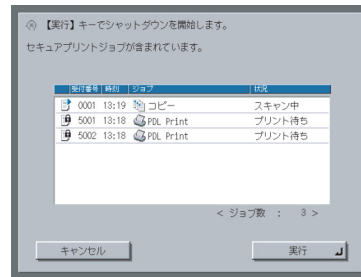 【実行】キーでシャットダウンを開始します。
セキュアプリントジョブが含まれています。
受付番号 時刻 ジョブ 状況
0001 13:19 コピー スキャン中
5001 13:18 PDL Print プリント待ち
5002 13:18 PDL Print プリント待ち
< ジョブ数 : 3 >
キャンセル 実行